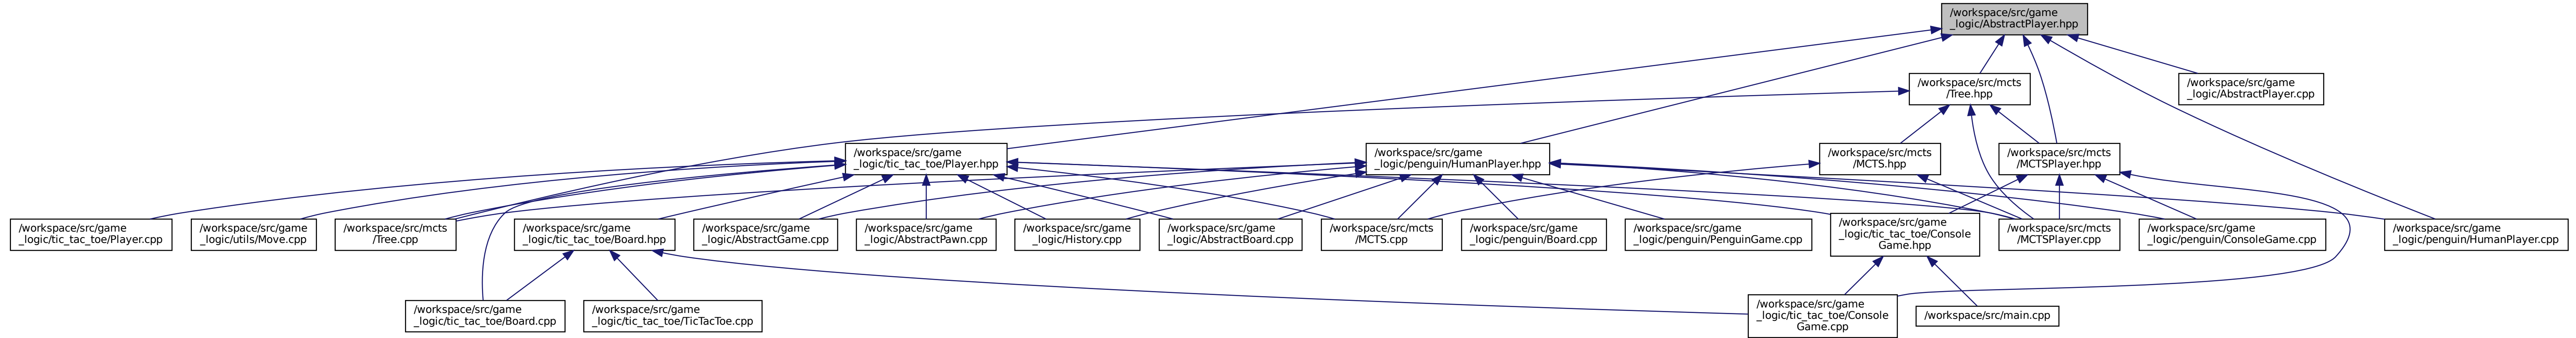 /workspace/src/game
_logic/AbstractPlayer.hpp
/workspace/src/mcts
/Tree.hpp
/workspace/src/game
_logic/AbstractPlayer.cpp
/workspace/src/game
_logic/tic_tac_toe/Player.hpp
/workspace/src/game
_logic/penguin/HumanPlayer.hpp
/workspace/src/mcts
/MCTS.hpp
/workspace/src/mcts
/MCTSPlayer.hpp
/workspace/src/game
_logic/tic_tac_toe/Player.cpp
/workspace/src/game
_logic/utils/Move.cpp
/workspace/src/mcts
/Tree.cpp
/workspace/src/game
_logic/tic_tac_toe/Board.hpp
/workspace/src/game
_logic/AbstractGame.cpp
/workspace/src/game
_logic/AbstractPawn.cpp
/workspace/src/game
_logic/History.cpp
/workspace/src/game
_logic/AbstractBoard.cpp
/workspace/src/mcts
/MCTS.cpp
/workspace/src/game
_logic/penguin/Board.cpp
/workspace/src/game
_logic/penguin/PenguinGame.cpp
/workspace/src/game
_logic/tic_tac_toe/Console
Game.hpp
/workspace/src/mcts
/MCTSPlayer.cpp
/workspace/src/game
_logic/penguin/ConsoleGame.cpp
/workspace/src/game
_logic/penguin/HumanPlayer.cpp
/workspace/src/game
_logic/tic_tac_toe/Board.cpp
/workspace/src/game
_logic/tic_tac_toe/TicTacToe.cpp
/workspace/src/game
_logic/tic_tac_toe/Console
Game.cpp
/workspace/src/main.cpp